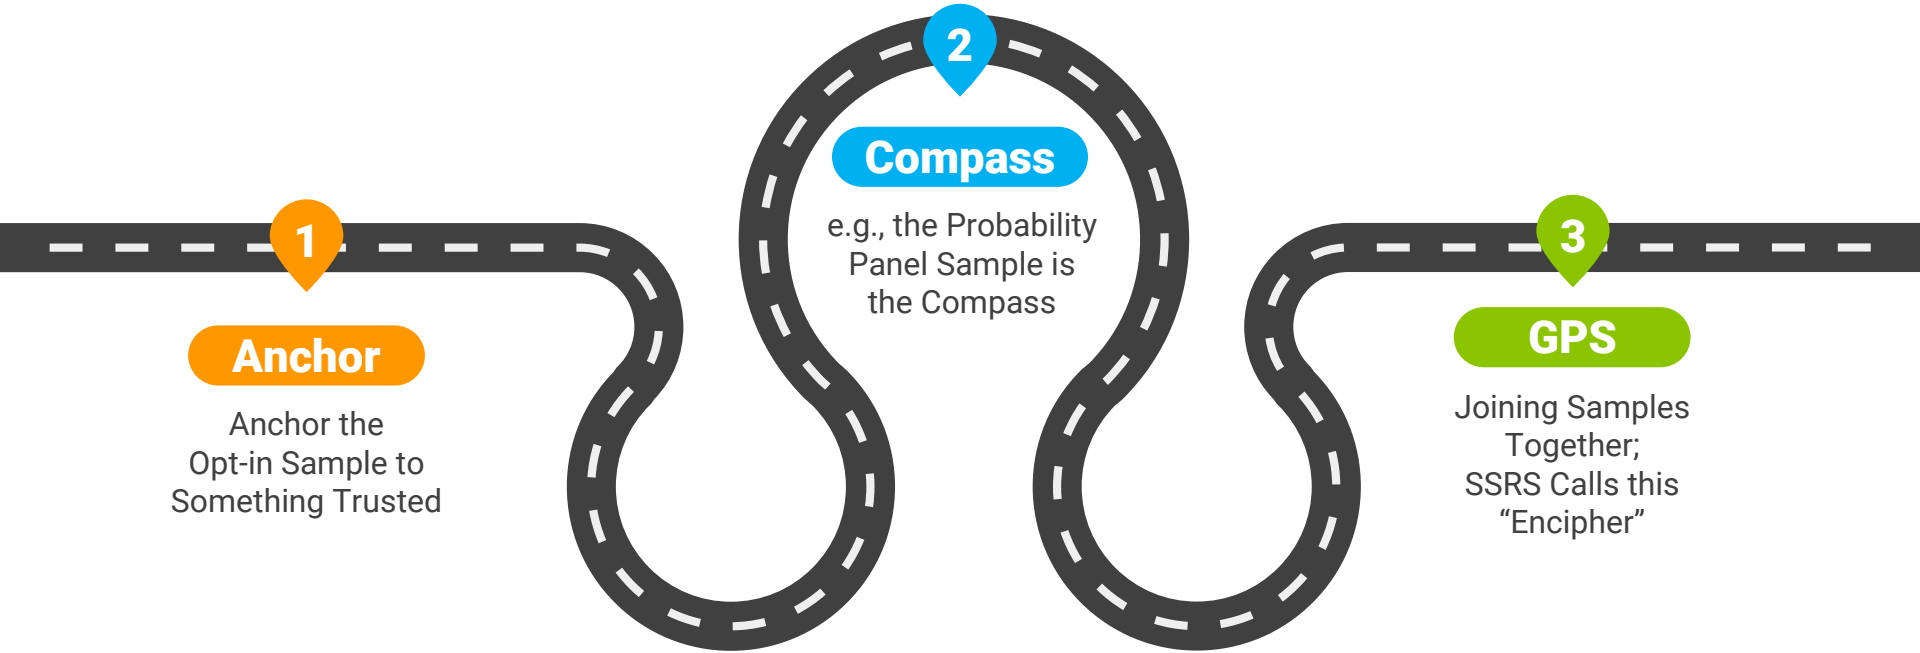 1
Anchor
Anchor the
Opt-in Sample to
Something Trusted
2
Compass
e.g., the Probability
Panel Sample is
the Compass
3
GPS
Joining Samples
Together;
SSRS Calls this
“Encipher”